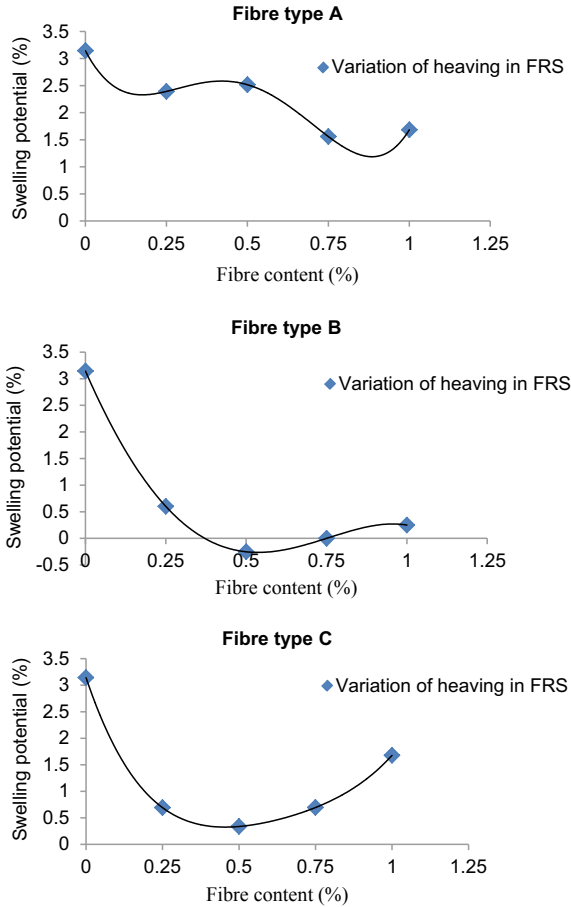 Fibre type A
Swelling potential (%)
3.5
3
2.5
2
1.5
1
0.5
0
Variation of heaving in FRS
0 0.25 0.5 0.75 1 1.25
Fibre content (%)
Fibre type B
Swelling potential (%)
3.5
3
2.5
2
1.5
1
0.5
0
-0.5
Variation of heaving in FRS
0 0.25 0.5 0.75 1 1.25
Fibre content (%)
Fibre type C
Swelling potential (%)
3.5
3
2.5
2
1.5
1
0.5
0
Variation of heaving in FRS
0 0.25 0.5 0.75 1 1.25
Fibre content (%)